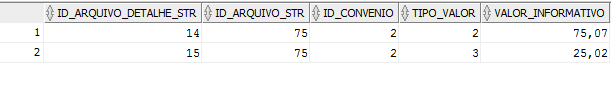 ID_ARQUIVO_DETALHE_STR ID_ARQUIVO_STR ID_CONVENIO TIPO_VALOR VALOR_INFORMATIVO
1 14 75 2 2 75,07
2 15 75 2 3 25,02